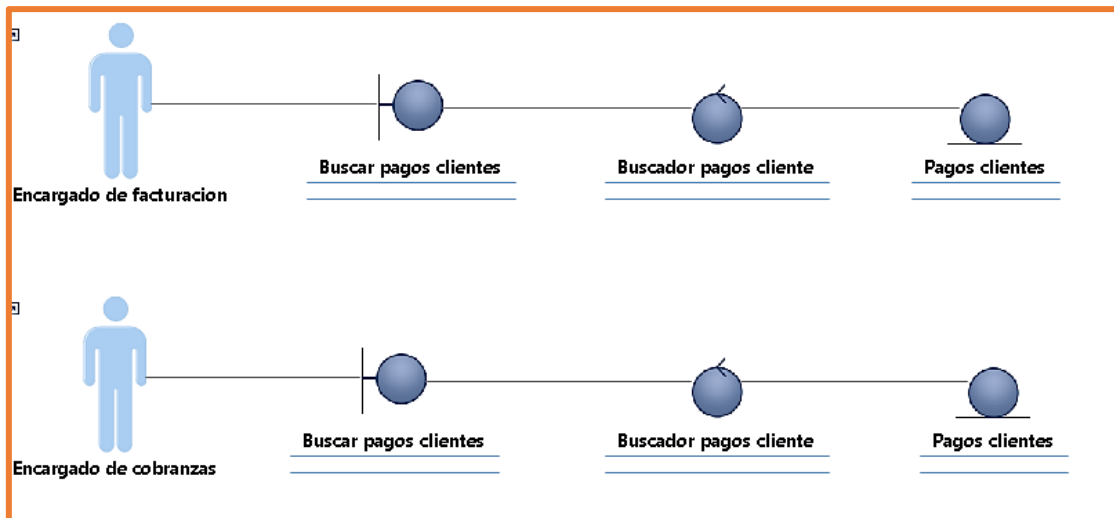 Buscar pagos clientes
Buscador pagos cliente
Pagos clientes
Encargado de facturacion
Buscar pagos clientes
Buscador pagos cliente
Pagos clientes
Encargado de cobranzas